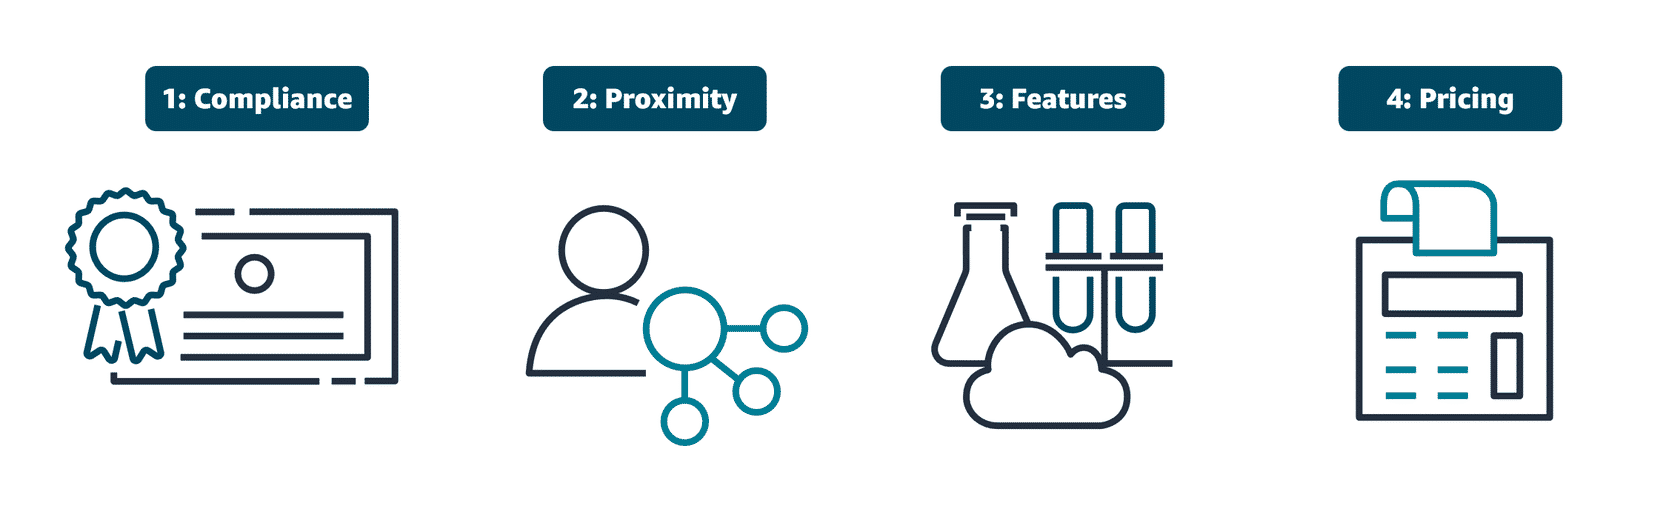 1: Compliance
2: Proximity
3: Features
4: Pricing